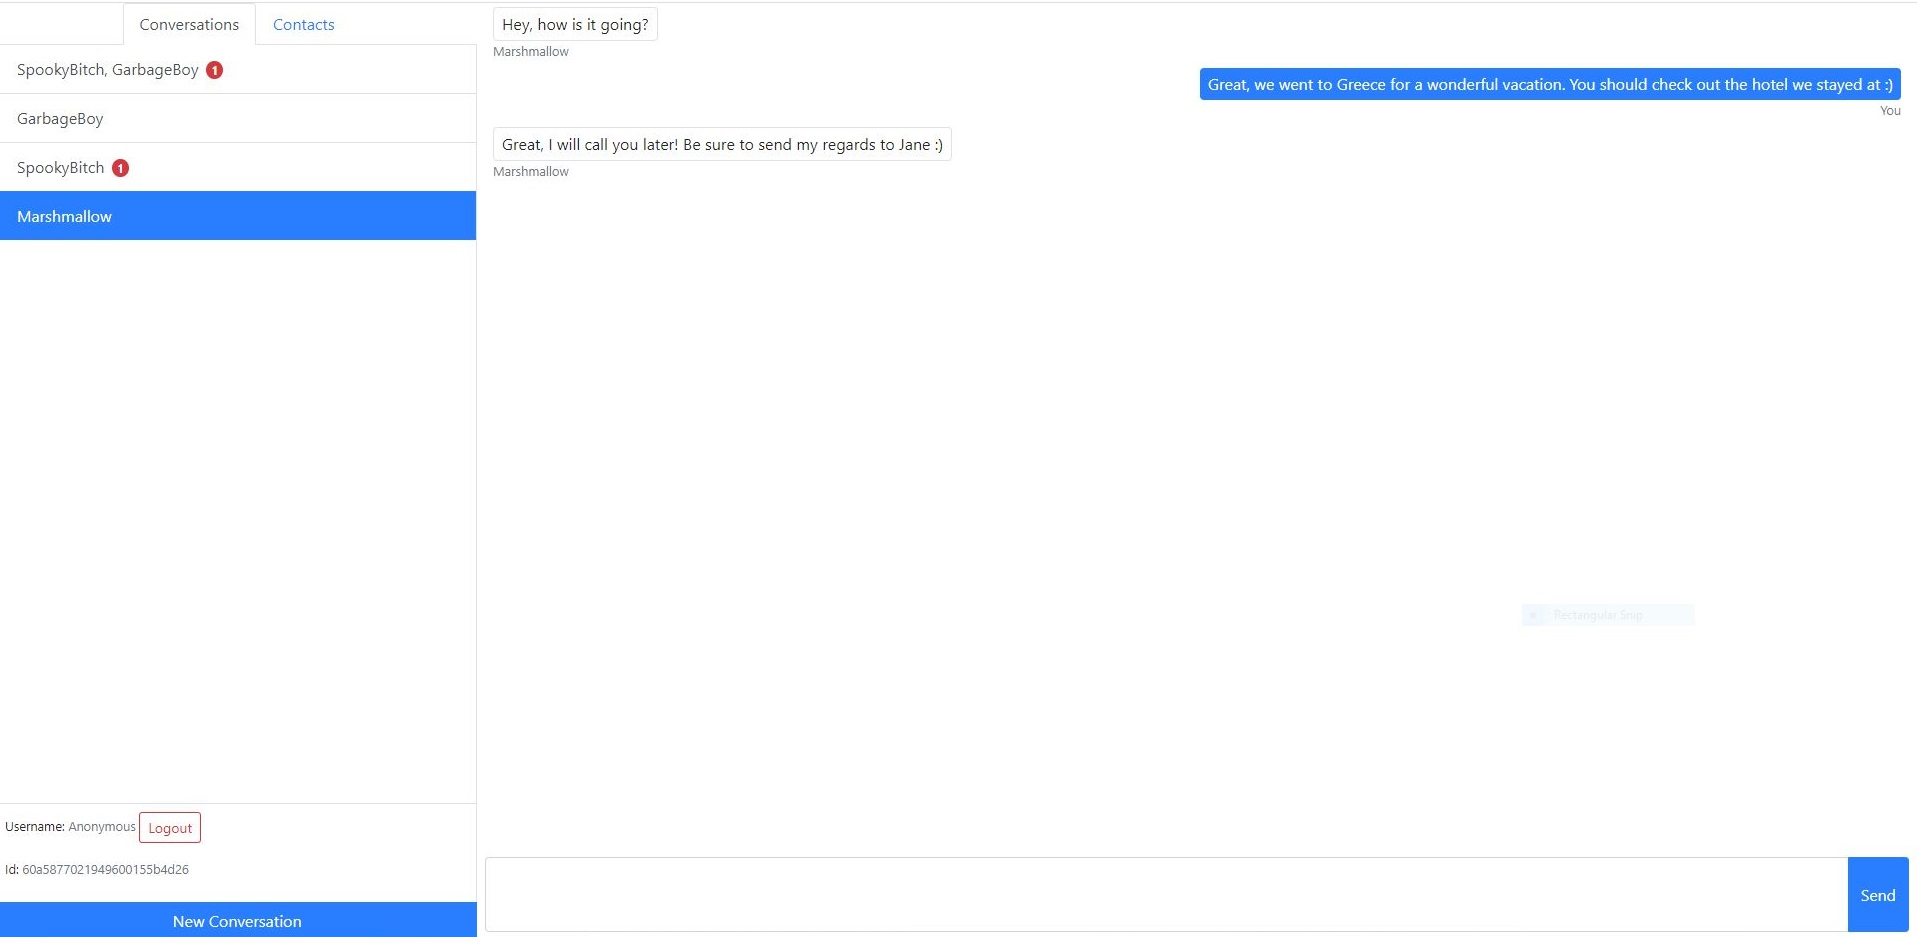 Conversations
Contacts
SpookyBitch, GarbageBoy 1
GarbageBoy
SpookyBitch 1
Marshmallow
Username: Anonymous Logout
Id: 60a5877021949600155b4d26
New Conversation
Hey, how is it going?
Marshmallow
Great, we went to Greece for a wonderful vacation. You should check out the hotel we stayed at :)
You
Great, I will call you later! Be sure to send my regards to Jane :)
Marshmallow
Rectangular Snip
Send